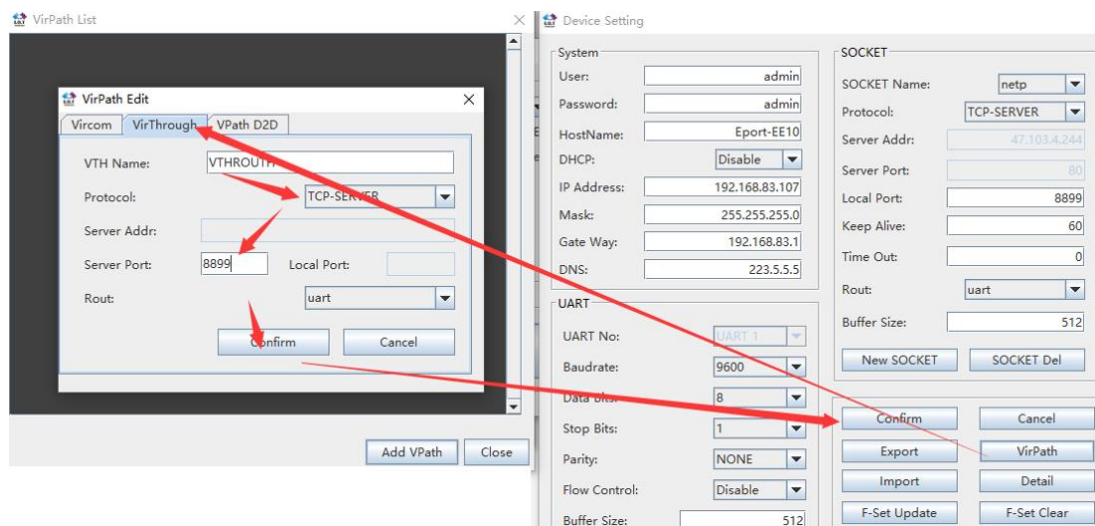 VirPath List
VirPath Edit
Vircom
VirThrough
VPath D2D
VTH Name:
VTHROUTH
Protocol:
TCP-SERVER
Server Addr:
Server Port:
8899
Local Port:
Rout:
uart
Confirm
Cancel
Add VPath
Close
Device Setting
System
User:
admin
Password:
admin
HostName:
Eport-EE10
DHCP:
Disable
IP Address:
192.168.83.107
Mask:
255.255.255.0
Gate Way:
192.168.83.1
DNS:
223.5.5.5
UART
UART No:
UART 1
Baudrate:
9600
Data Bits:
8
Stop Bits:
1
Parity:
NONE
Flow Control:
Disable
Buffer Size:
512
SOCKET
SOCKET Name:
netp
Protocol:
TCP-SERVER
Server Addr:
47.103.4.244
Server Port:
80
Local Port:
8899
Keep Alive:
60
Time Out:
0
Rout:
uart
Buffer Size:
512
New SOCKET
SOCKET Del
Confirm
Cancel
Export
VirPath
Import
Detail
F-Set Update
F-Set Clear